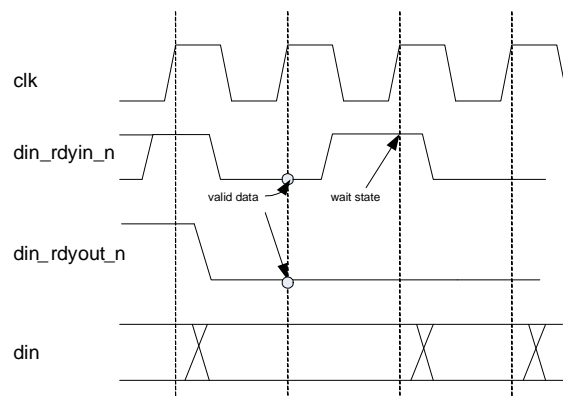 clk
din_rdyin_n
valid data
wait state
din_rdyout_n
din